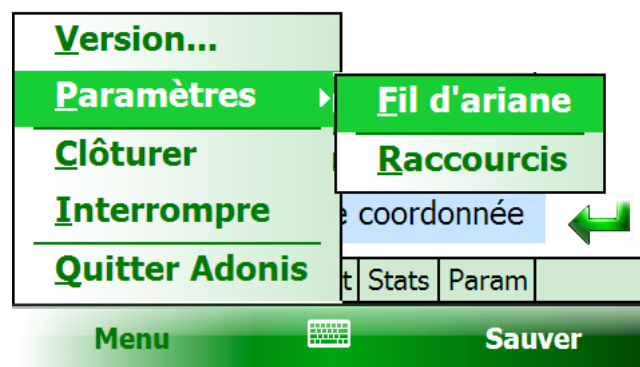 Version...
Paramètres
Fil d'ariane
Clôturer
Raccourcis
Interrompre
coordonnée
Quitter Adonis
Stats
Param
Menu
Sauver